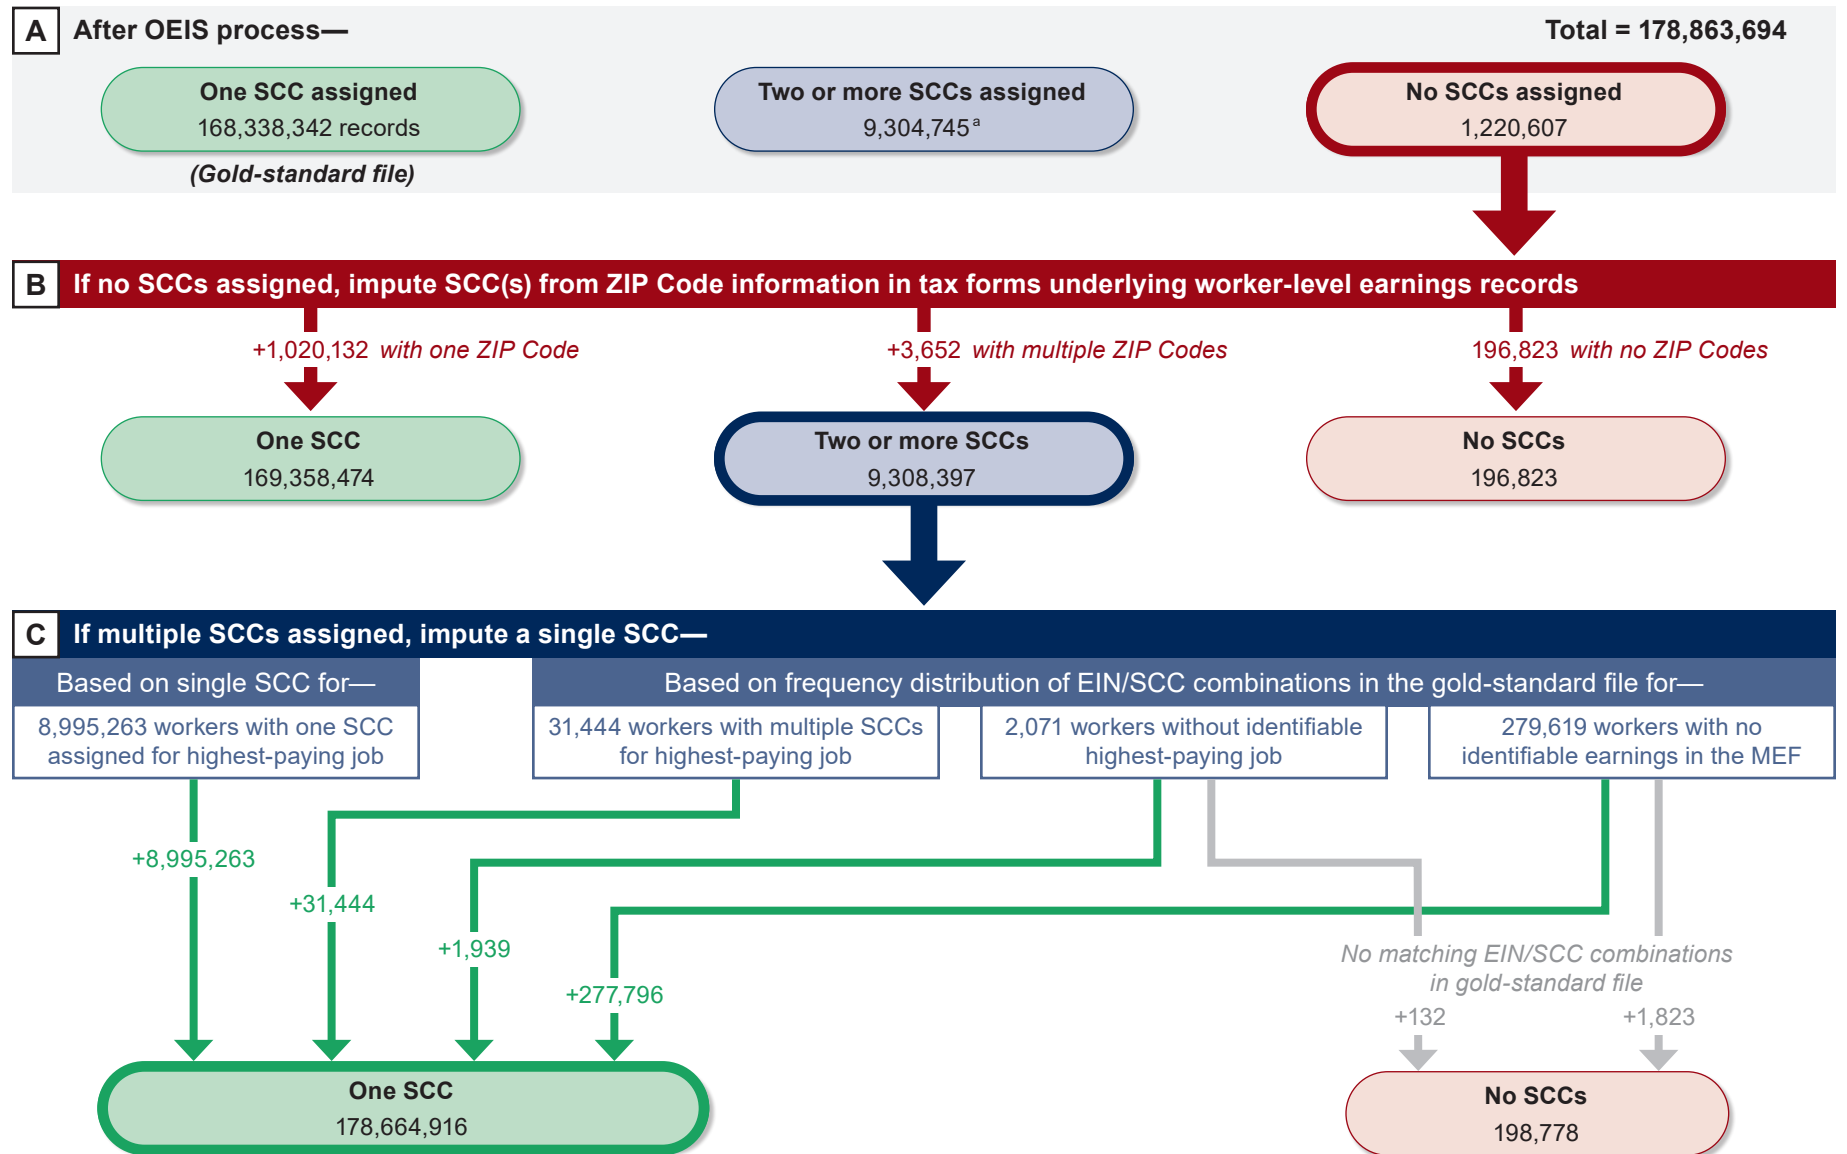 A After OEIS process—
Total = 178,863,694
One SCC assigned
168,338,342 records
(Gold-standard file)
Two or more SCCs assigned
9,304,745ᵃ
No SCCs assigned
1,220,607
B If no SCCs assigned, impute SCC(s) from ZIP Code information in tax forms underlying worker-level earnings records
+1,020,132 with one ZIP Code
+3,652 with multiple ZIP Codes
196,823 with no ZIP Codes
One SCC
169,358,474
Two or more SCCs
9,308,397
No SCCs
196,823
C If multiple SCCs assigned, impute a single SCC—
Based on single SCC for—
Based on frequency distribution of EIN/SCC combinations in the gold-standard file for—
8,995,263 workers with one SCC
assigned for highest-paying job
31,444 workers with multiple SCCs
for highest-paying job
2,071 workers without identifiable
highest-paying job
279,619 workers with no
identifiable earnings in the MEF
+8,995,263
+31,444
+1,939
+277,796
No matching EIN/SCC combinations
in gold-standard file
+132
+1,823
One SCC
178,664,916
No SCCs
198,778